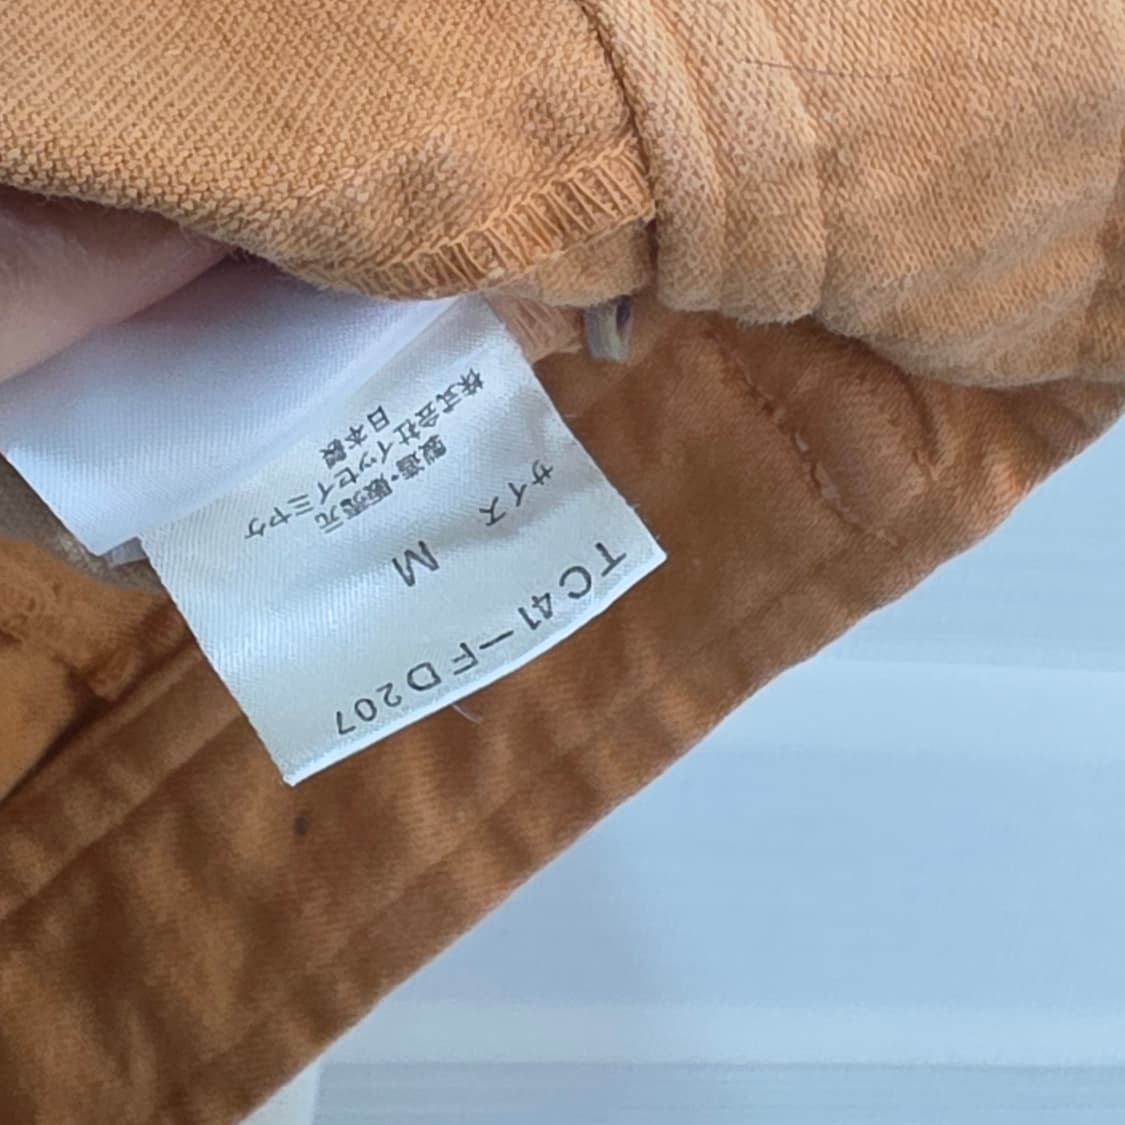 TC41－FD207
サイズ
M
製造・販売元
株式会社イッセイミヤケ
日本製